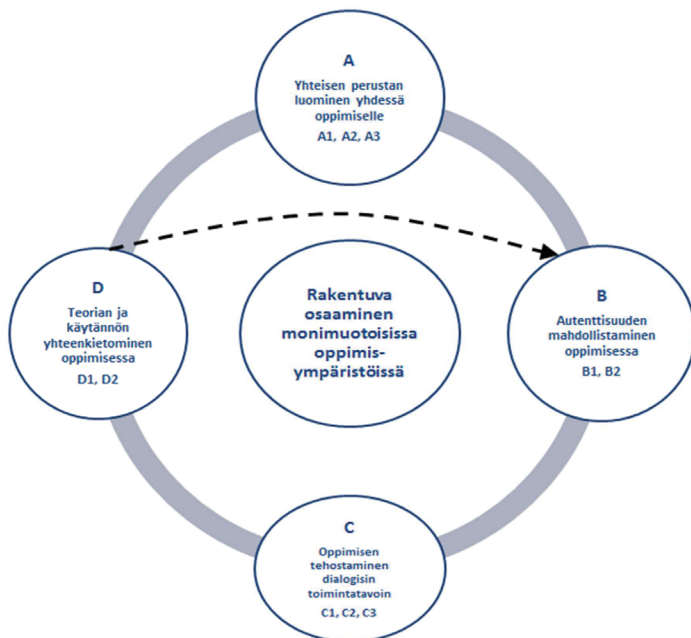 A
Yhteisen perustan
luominen yhdessä
oppimiselle
A1, A2, A3
D
Teorian ja
käytännön
yhteenkietominen
oppimisessa
D1, D2
Rakentuva
osaaminen
monimuotoisissa
oppimis-
ympäristöissä
B
Autenttisuuden
mahdollistaminen
oppimisessa
B1, B2
C
Oppimisen
tehostaminen
dialogisin
toimintatavoin
C1, C2, C3